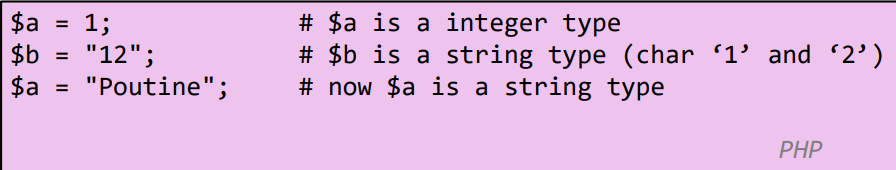 $a = 1;            # $a is a integer type
$b = "12";         # $b is a string type (char ‘1’ and ‘2’)
$a = "Poutine";    # now $a is a string type
PHP